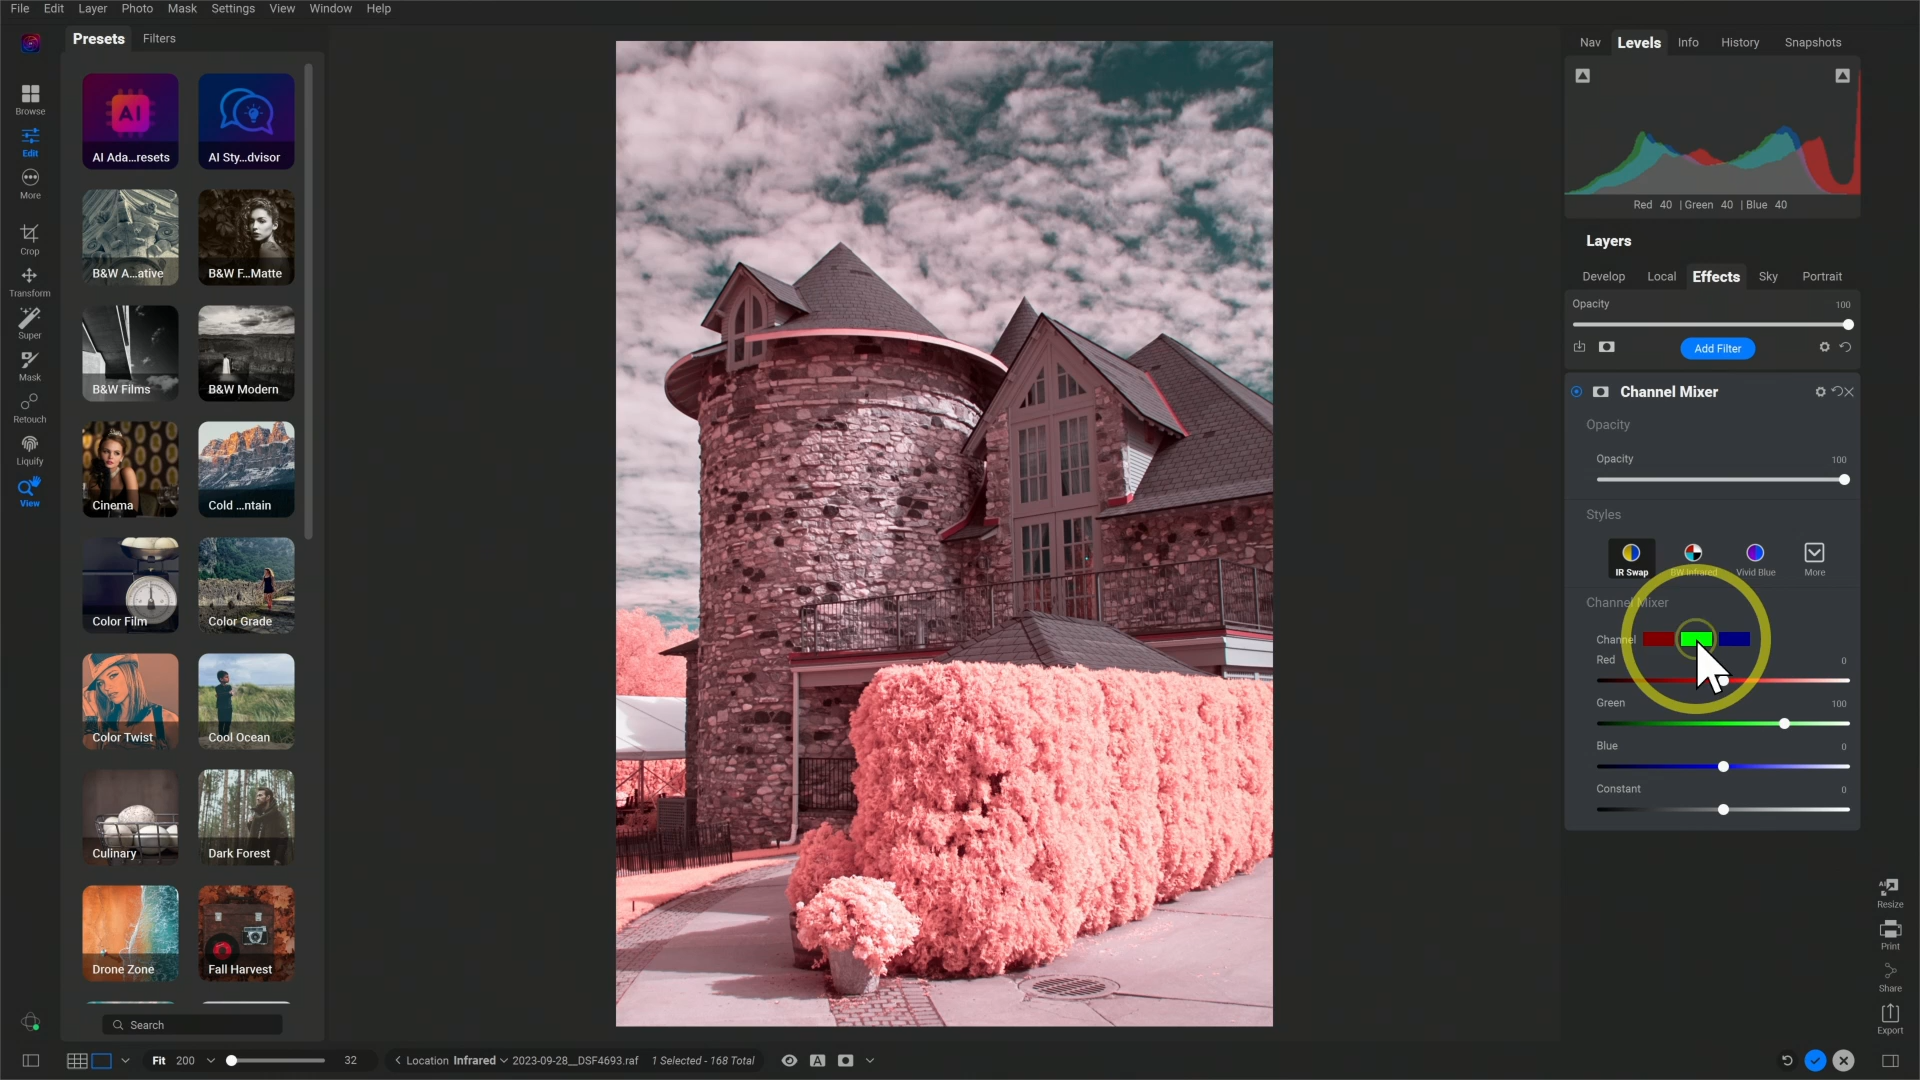 File Edit Layer Photo Mask Settings View Window Help
Presets Filters
Nav Levels Info History Snapshots
Browse
Edit
More
Crop
Transform
Super
Mask
Retouch
Liquify
View
AI
AI Ada...resets AI Sty...dvisor
B&W A...ative B&W F...Matte
B&W Films B&W Modern
Cinema Cold ...ntain
Color Film Color Grade
Color Twist Cool Ocean
Culinary Dark Forest
Drone Zone Fall Harvest
Search
Red 40 | Green 40 | Blue 40
Layers
Develop Local Effects Sky Portrait
Opacity 100
Add Filter
Channel Mixer
Opacity
Opacity 100
Styles
IR Swap BW Infrared Vivid Blue More
Channel Mixer
Channel
Red 0
Green 100
Blue 0
Constant 0
AI
Resize
Print
Share
Export
Fit 200 32 Location Infrared 2023-09-28__DSF4693.raf 1 Selected - 168 Total A